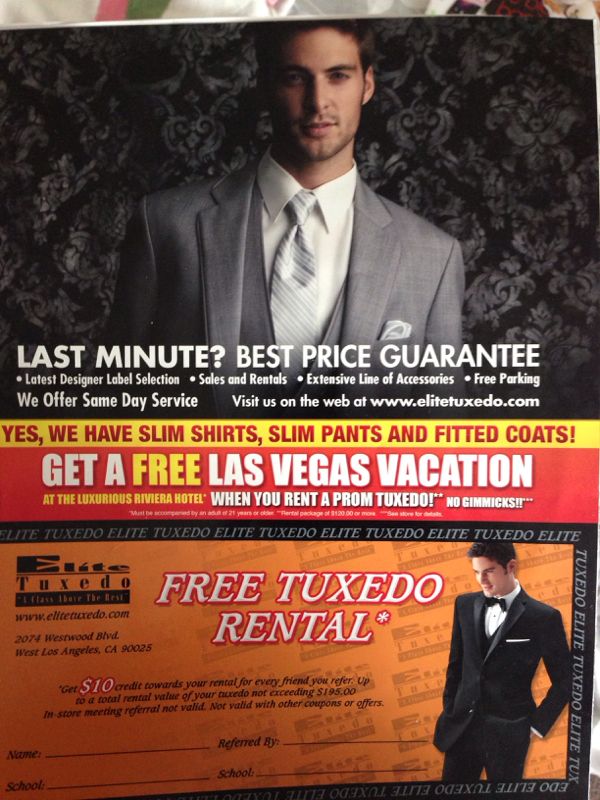 LAST MINUTE? BEST PRICE GUARANTEE
• Latest Designer Label Selection • Sales and Rentals • Extensive Line of Accessories • Free Parking
We Offer Same Day Service Visit us on the web at www.elitetuxedo.com
YES, WE HAVE SLIM SHIRTS, SLIM PANTS AND FITTED COATS!
GET A FREE LAS VEGAS VACATION
AT THE LUXURIOUS RIVIERA HOTEL* WHEN YOU RENT A PROM TUXEDO!** NO GIMMICKS!!***
*Must be accompanied by an adult of 21 years or older. **Rental package of $120.00 or more ***See store for details.
ELITE TUXEDO ELITE TUXEDO ELITE TUXEDO ELITE TUXEDO ELITE TUXEDO ELITE
TUXEDO ELITE TUXEDO ELITE TUXEDO ELITE TUX
Elite
Tuxedo
"A Class Above The Rest"
www.elitetuxedo.com
2074 Westwood Blvd.
West Los Angeles, CA 90025
FREE TUXEDO
RENTAL*
*Get $10 credit towards your rental for every friend you refer. Up
to a total rental value of your tuxedo not exceeding $195.00
In-store meeting referral not valid. Not valid with other coupons or offers.
Name: Referred By:
School: School: